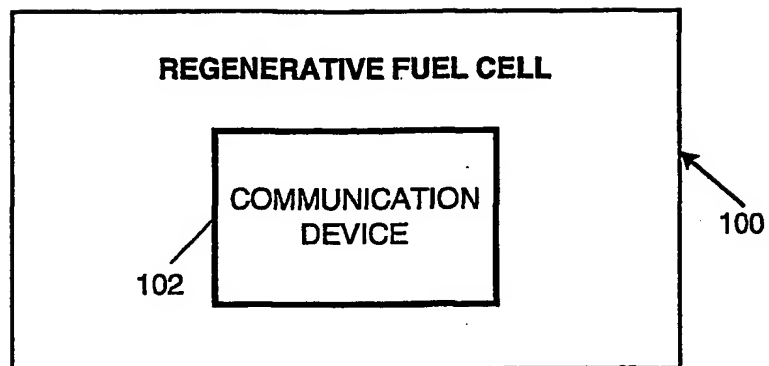 REGENERATIVE FUEL CELL
COMMUNICATION
DEVICE
100
102